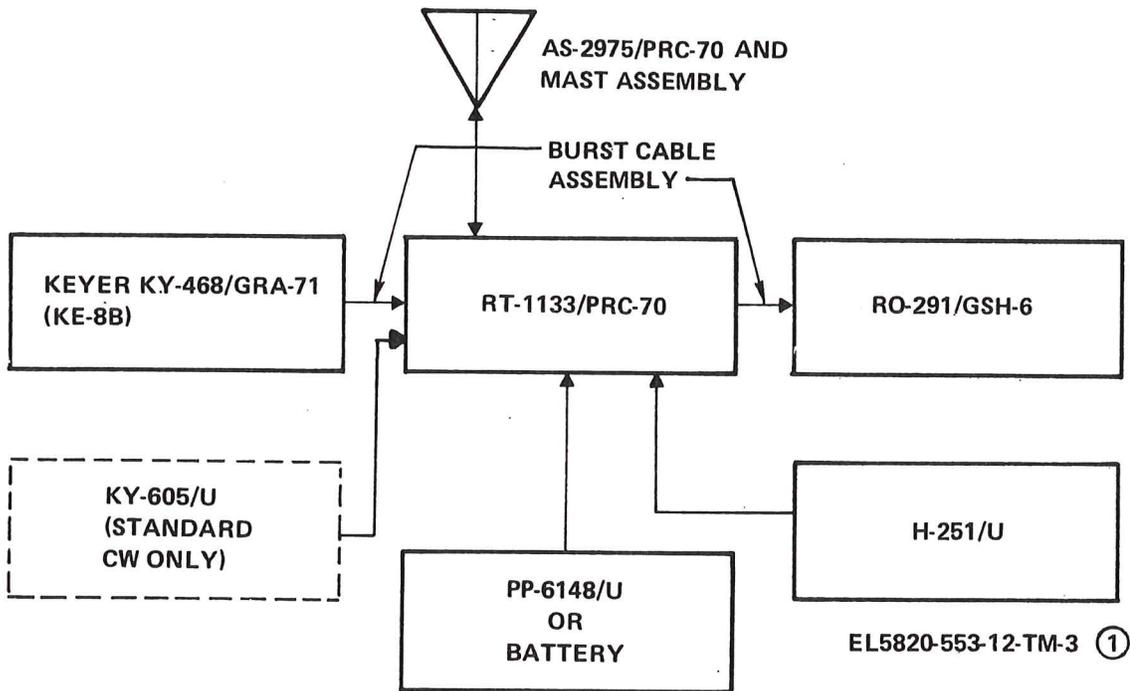 AS-2975/PRC-70 AND
MAST ASSEMBLY
BURST CABLE
ASSEMBLY
KEYER KY-468/GRA-71
(KE-8B)
RT-1133/PRC-70
RO-291/GSH-6
KY-605/U
(STANDARD
CW ONLY)
PP-6148/U
OR
BATTERY
H-251/U
EL5820-553-12-TM-3 ①